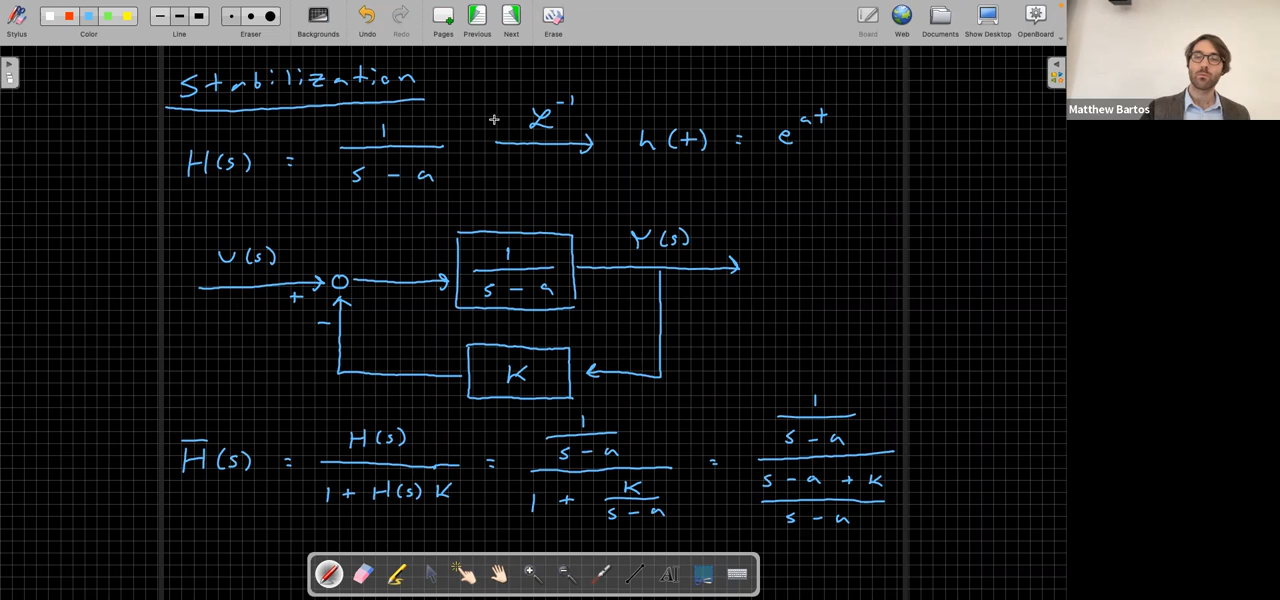 Stylus Color Line Eraser Backgrounds Undo Redo Pages Previous Next Erase Board Web Documents Show Desktop OpenBoard
Matthew Bartos
Stabilization
H(s) = 1 / (s - a) ℒ⁻¹ h(t) = e^{at}
U(s) 1 / (s - a) Y(s)
+
-
K
H̅(s) = H(s) / (1 + H(s) K) = (1 / (s - a)) / (1 + K / (s - a)) = (1 / (s - a)) / ((s - a + K) / (s - a))
AI